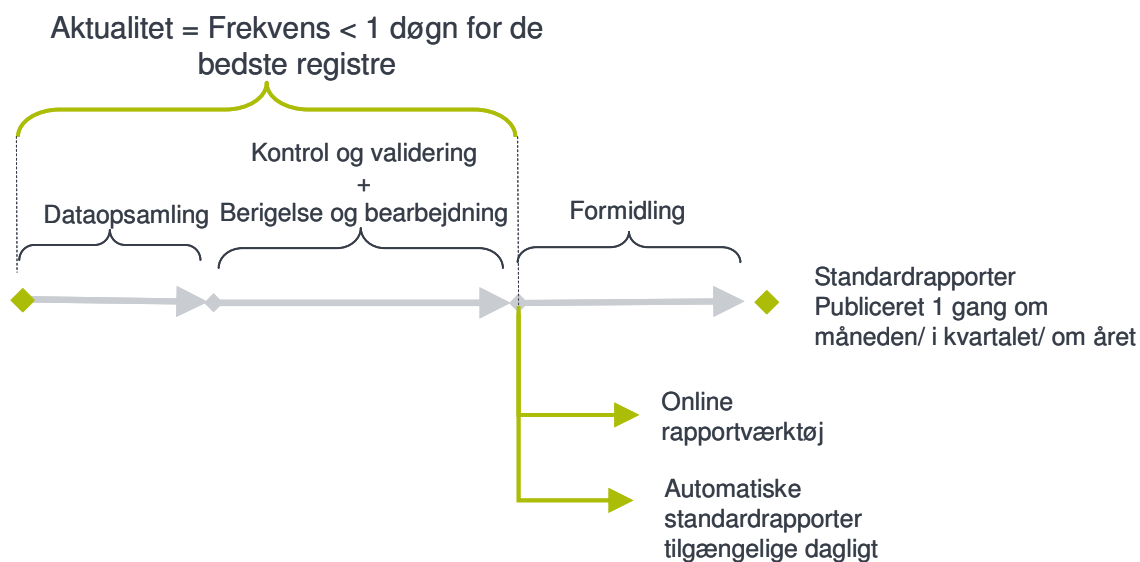 Aktualitet = Frekvens < 1 døgn for de
bedste registre
Kontrol og validering
+
Dataopsamling
Berigelse og bearbejdning
Formidling
Standardrapporter
Publiceret 1 gang om
måneden/ i kvartalet/ om året
Online
rapportværktøj
Automatiske
standardrapporter
tilgængelige dagligt